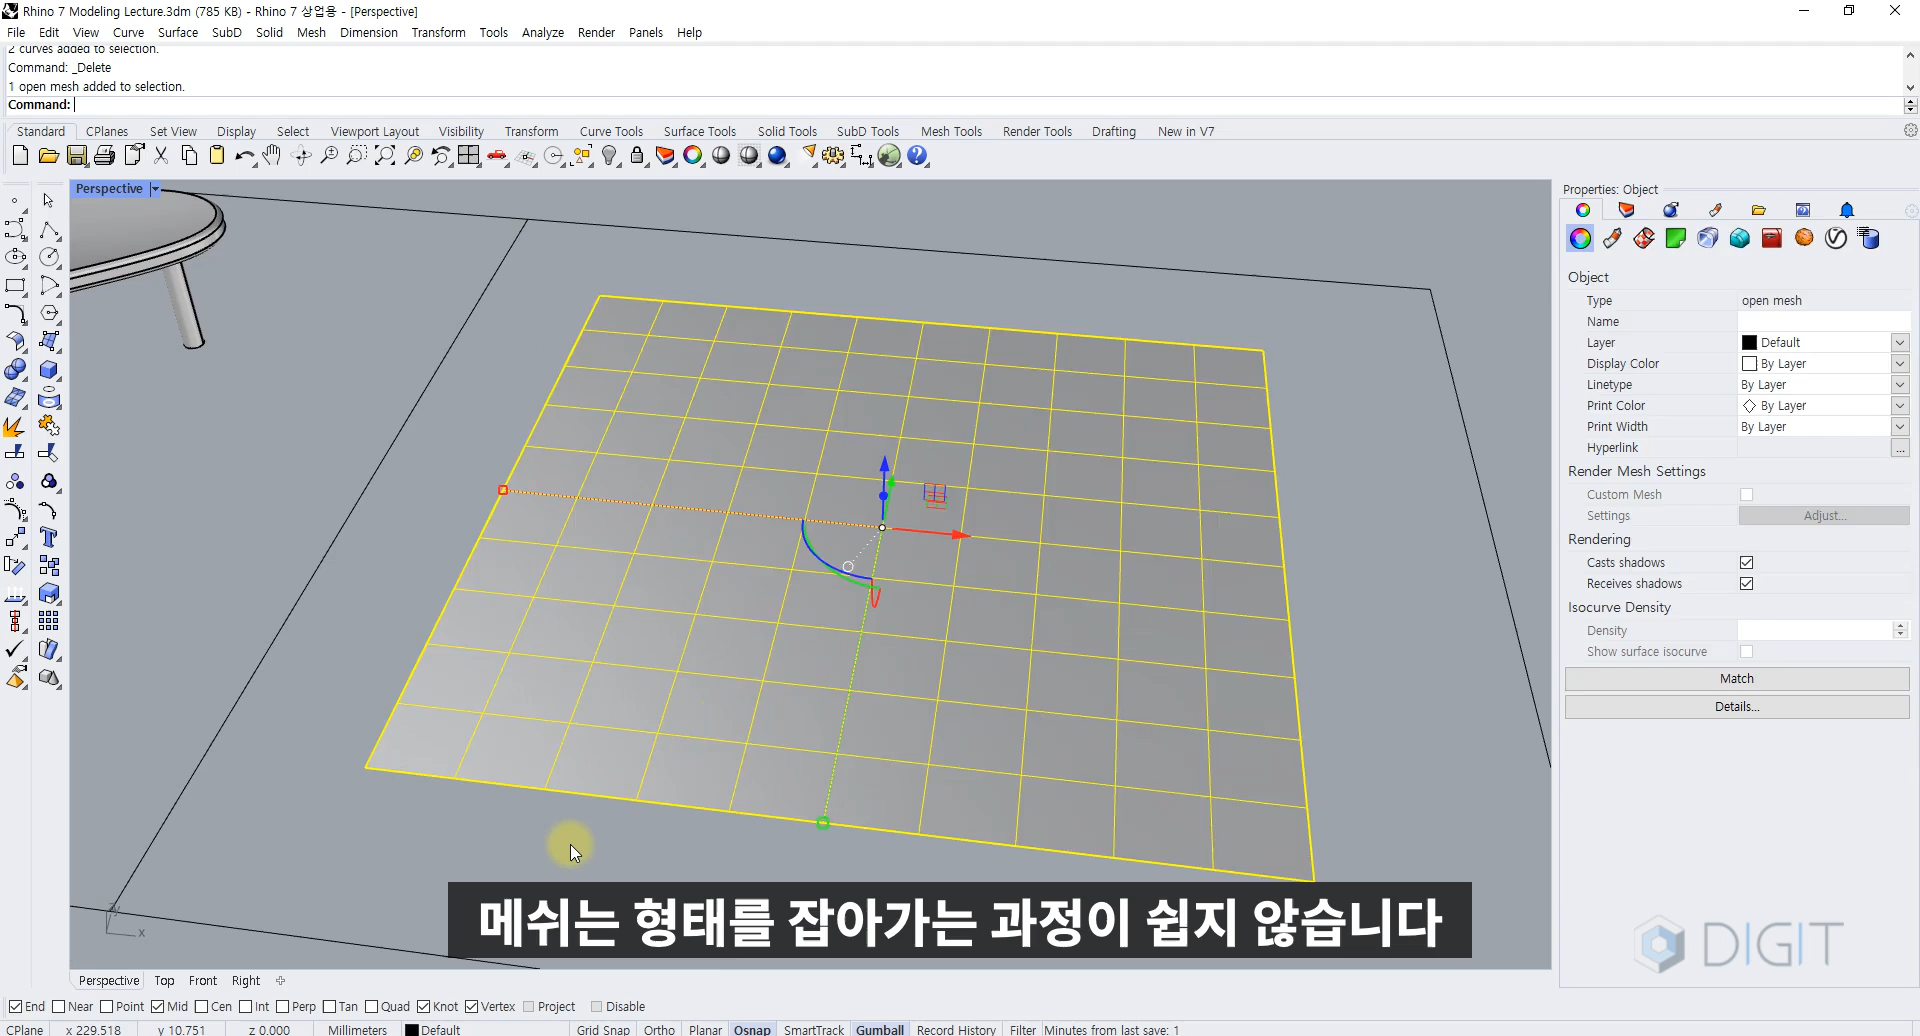 Rhino 7 Modeling Lecture.3dm (785 KB) - Rhino 7 상업용 - [Perspective]
File Edit View Curve Surface SubD Solid Mesh Dimension Transform Tools Analyze Render Panels Help
2 curves added to selection.
Command: _Delete
1 open mesh added to selection.
Command:
Standard CPlanes Set View Display Select Viewport Layout Visibility Transform Curve Tools Surface Tools Solid Tools SubD Tools Mesh Tools Render Tools Drafting New in V7
Perspective
Properties: Object
Object
Type open mesh
Name
Layer Default
Display Color By Layer
Linetype By Layer
Print Color By Layer
Print Width By Layer
Hyperlink ...
Render Mesh Settings
Custom Mesh
Settings Adjust...
Rendering
Casts shadows
Receives shadows
Isocurve Density
Density
Show surface isocurve
Match
Details...
y
x
메쉬는 형태를 잡아가는 과정이 쉽지 않습니다
DIGIT
Perspective Top Front Right
End Near Point Mid Cen Int Perp Tan Quad Knot Vertex Project Disable
CPlane x 229.518 y 10.751 z 0.000 Millimeters Default Grid Snap Ortho Planar Osnap SmartTrack Gumball Record History Filter Minutes from last save: 1